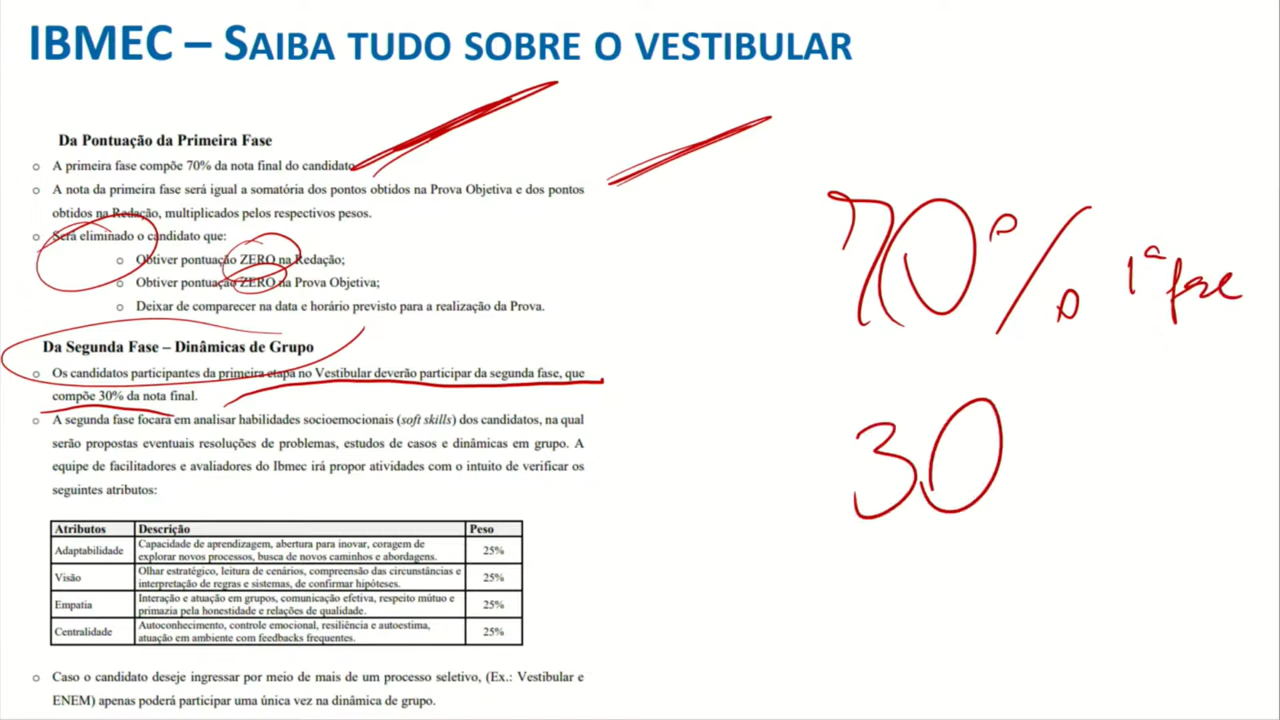 IBMEC – SAIBA TUDO SOBRE O VESTIBULAR
Da Pontuação da Primeira Fase
o A primeira fase compõe 70% da nota final do candidato
o A nota da primeira fase será igual a somatória dos pontos obtidos na Prova Objetiva e dos pontos
obtidos na Redação, multiplicados pelos respectivos pesos.
o Será eliminado o candidato que:
o Obtiver pontuação ZERO na Redação;
o Obtiver pontuação ZERO na Prova Objetiva;
o Deixar de comparecer na data e horário previsto para a realização da Prova.
Da Segunda Fase – Dinâmicas de Grupo
o Os candidatos participantes da primeira etapa no Vestibular deverão participar da segunda fase, que
compõe 30% da nota final.
o A segunda fase focará em analisar habilidades socioemocionais (soft skills) dos candidatos, na qual
serão propostas eventuais resoluções de problemas, estudos de casos e dinâmicas em grupo. A
equipe de facilitadores e avaliadores do Ibmec irá propor atividades com o intuito de verificar os
seguintes atributos:
Atributos Descrição Peso
Adaptabilidade Capacidade de aprendizagem, abertura para inovar, coragem de
explorar novos processos, busca de novos caminhos e abordagens. 25%
Visão Olhar estratégico, leitura de cenários, compreensão das circunstâncias e
interpretação de regras e sistemas, de confirmar hipóteses. 25%
Empatia Interação e atuação em grupos, comunicação efetiva, respeito mútuo e
primazia pela honestidade e relações de qualidade. 25%
Centralidade Autoconhecimento, controle emocional, resiliência e autoestima,
atuação em ambiente com feedbacks frequentes. 25%
o Caso o candidato deseje ingressar por meio de mais de um processo seletivo, (Ex.: Vestibular e
ENEM) apenas poderá participar uma única vez na dinâmica de grupo.
70% 1ª fase
30